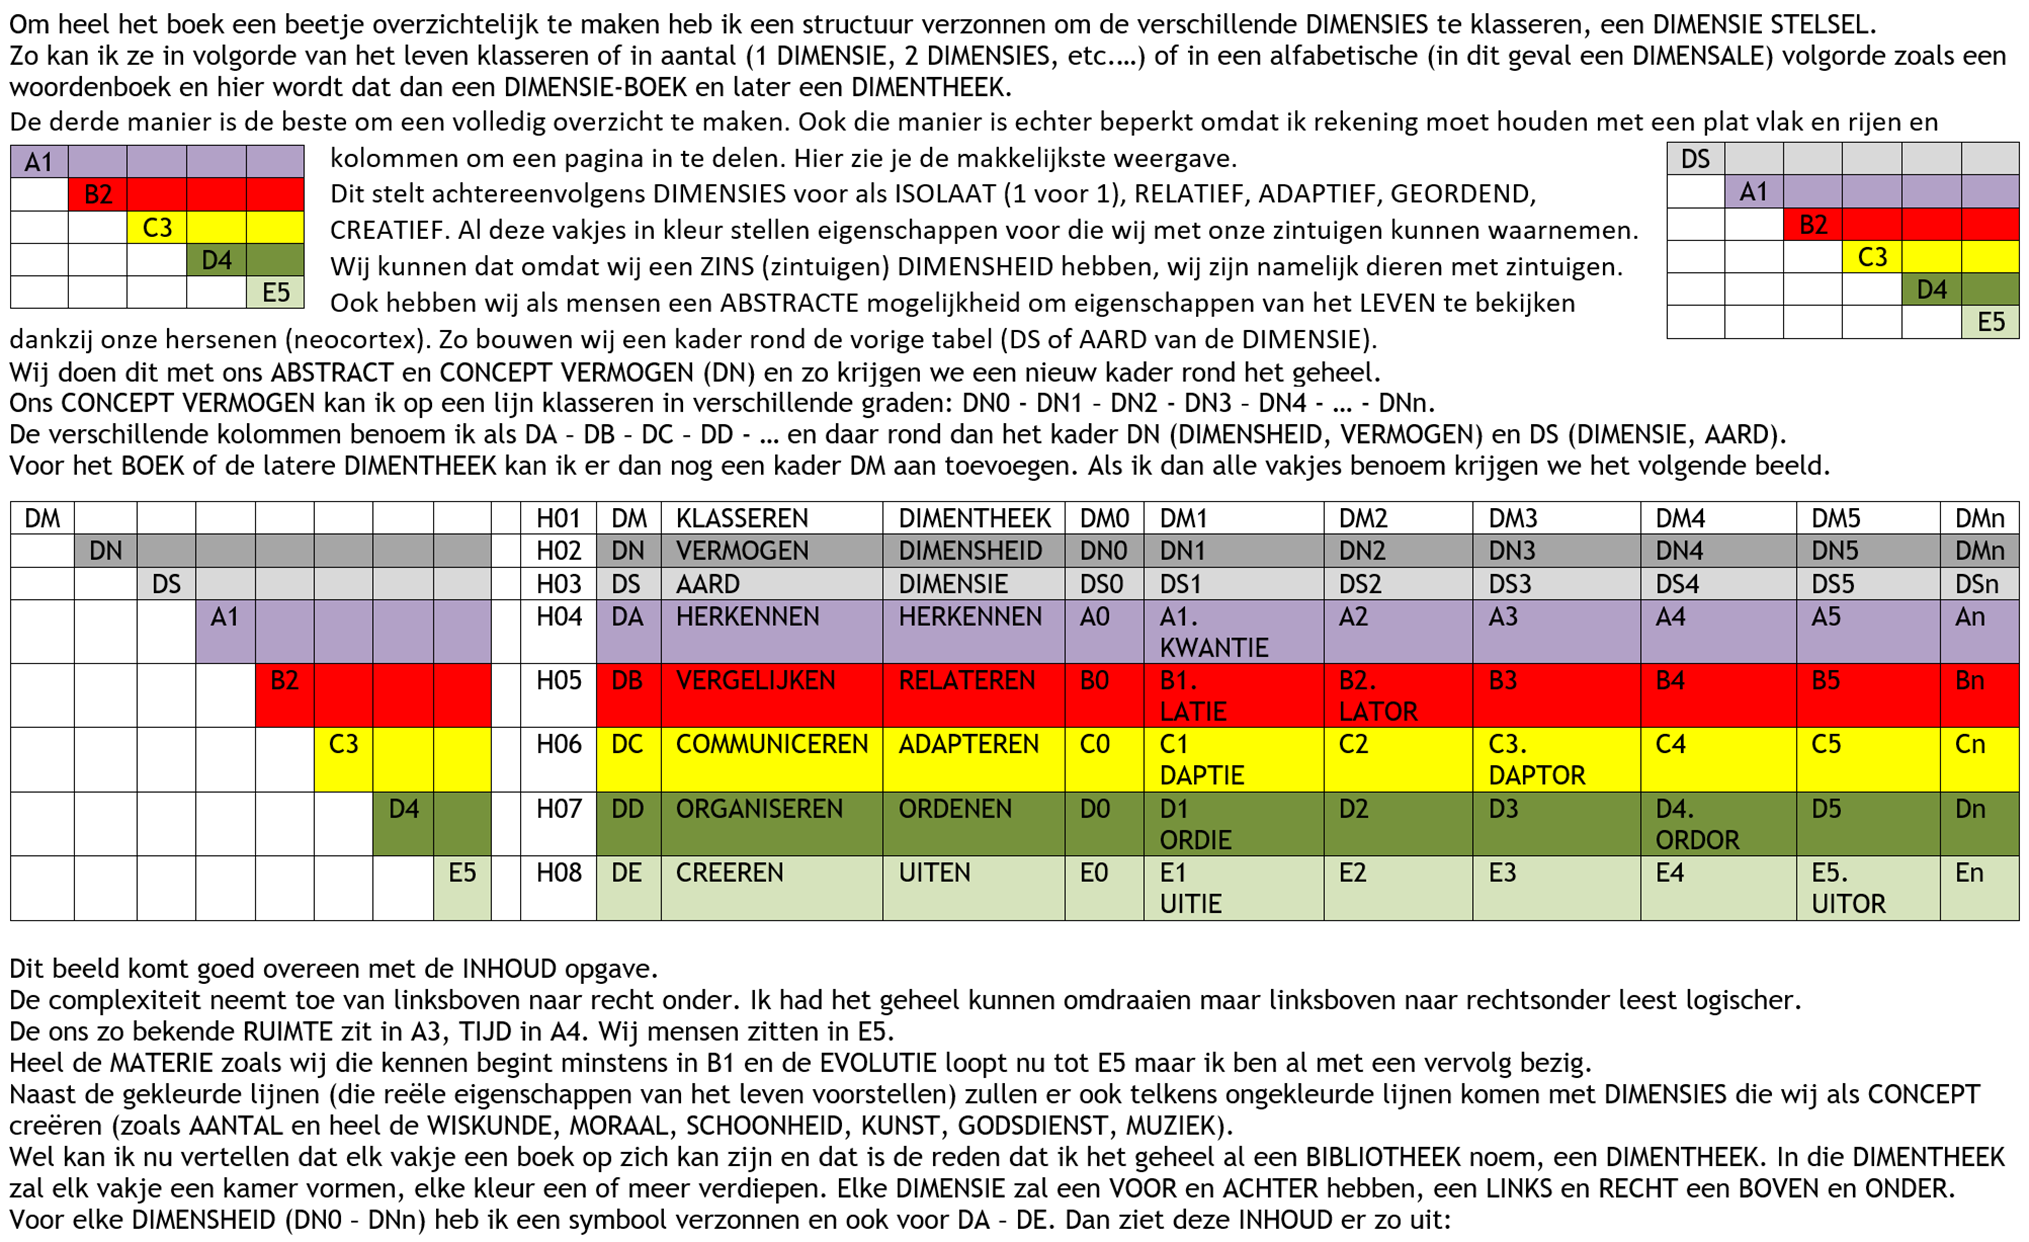 Om heel het boek een beetje overzichtelijk te maken heb ik een structuur verzonnen om de verschillende DIMENSIES te klasseren, een DIMENSIE STELSEL.
Zo kan ik ze in volgorde van het leven klasseren of in aantal (1 DIMENSIE, 2 DIMENSIES, etc.…) of in een alfabetische (in dit geval een DIMENSALE) volgorde zoals een
woordenboek en hier wordt dat dan een DIMENSIE-BOEK en later een DIMENTHEEK.
De derde manier is de beste om een volledig overzicht te maken. Ook die manier is echter beperkt omdat ik rekening moet houden met een plat vlak en rijen en
kolommen om een pagina in te delen. Hier zie je de makkelijkste weergave.
Dit stelt achtereenvolgens DIMENSIES voor als ISOLAAT (1 voor 1), RELATIEF, ADAPTIEF, GEORDEND,
CREATIEF. Al deze vakjes in kleur stellen eigenschappen voor die wij met onze zintuigen kunnen waarnemen.
Wij kunnen dat omdat wij een ZINS (zintuigen) DIMENSHEID hebben, wij zijn namelijk dieren met zintuigen.
Ook hebben wij als mensen een ABSTRACTE mogelijkheid om eigenschappen van het LEVEN te bekijken
dankzij onze hersenen (neocortex). Zo bouwen wij een kader rond de vorige tabel (DS of AARD van de DIMENSIE).
A1
B2
C3
D4
E5
DS
A1
B2
C3
D4
E5
Wij doen dit met ons ABSTRACT en CONCEPT VERMOGEN (DN) en zo krijgen we een nieuw kader rond het geheel.
Ons CONCEPT VERMOGEN kan ik op een lijn klasseren in verschillende graden: DN0 - DN1 – DN2 - DN3 – DN4 - … - DNn.
De verschillende kolommen benoem ik als DA – DB – DC – DD - … en daar rond dan het kader DN (DIMENSHEID, VERMOGEN) en DS (DIMENSIE, AARD).
Voor het BOEK of de latere DIMENTHEEK kan ik er dan nog een kader DM aan toevoegen. Als ik dan alle vakjes benoem krijgen we het volgende beeld.
DM H01 DM KLASSEREN DIMENTHEEK DM0 DM1 DM2 DM3 DM4 DM5 DMn
DN H02 DN VERMOGEN DIMENSHEID DN0 DN1 DN2 DN3 DN4 DN5 DMn
DS H03 DS AARD DIMENSIE DS0 DS1 DS2 DS3 DS4 DS5 DSn
A1 H04 DA HERKENNEN HERKENNEN A0 A1. A2 A3 A4 A5 An
KWANTIE
B2 H05 DB VERGELIJKEN RELATEREN B0 B1. B2. B3 B4 B5 Bn
LATIE LATOR
C3 H06 DC COMMUNICEREN ADAPTEREN C0 C1 C2 C3. C4 C5 Cn
DAPTIE DAPTOR
D4 H07 DD ORGANISEREN ORDENEN D0 D1 D2 D3 D4. D5 Dn
ORDIE ORDOR
E5 H08 DE CREEREN UITEN E0 E1 E2 E3 E4 E5. En
UITIE UITOR
Dit beeld komt goed overeen met de INHOUD opgave.
De complexiteit neemt toe van linksboven naar recht onder. Ik had het geheel kunnen omdraaien maar linksboven naar rechtsonder leest logischer.
De ons zo bekende RUIMTE zit in A3, TIJD in A4. Wij mensen zitten in E5.
Heel de MATERIE zoals wij die kennen begint minstens in B1 en de EVOLUTIE loopt nu tot E5 maar ik ben al met een vervolg bezig.
Naast de gekleurde lijnen (die reële eigenschappen van het leven voorstellen) zullen er ook telkens ongekleurde lijnen komen met DIMENSIES die wij als CONCEPT
creëren (zoals AANTAL en heel de WISKUNDE, MORAAL, SCHOONHEID, KUNST, GODSDIENST, MUZIEK).
Wel kan ik nu vertellen dat elk vakje een boek op zich kan zijn en dat is de reden dat ik het geheel al een BIBLIOTHEEK noem, een DIMENTHEEK. In die DIMENTHEEK
zal elk vakje een kamer vormen, elke kleur een of meer verdiepen. Elke DIMENSIE zal een VOOR en ACHTER hebben, een LINKS en RECHT een BOVEN en ONDER.
Voor elke DIMENSHEID (DN0 – DNn) heb ik een symbool verzonnen en ook voor DA – DE. Dan ziet deze INHOUD er zo uit: